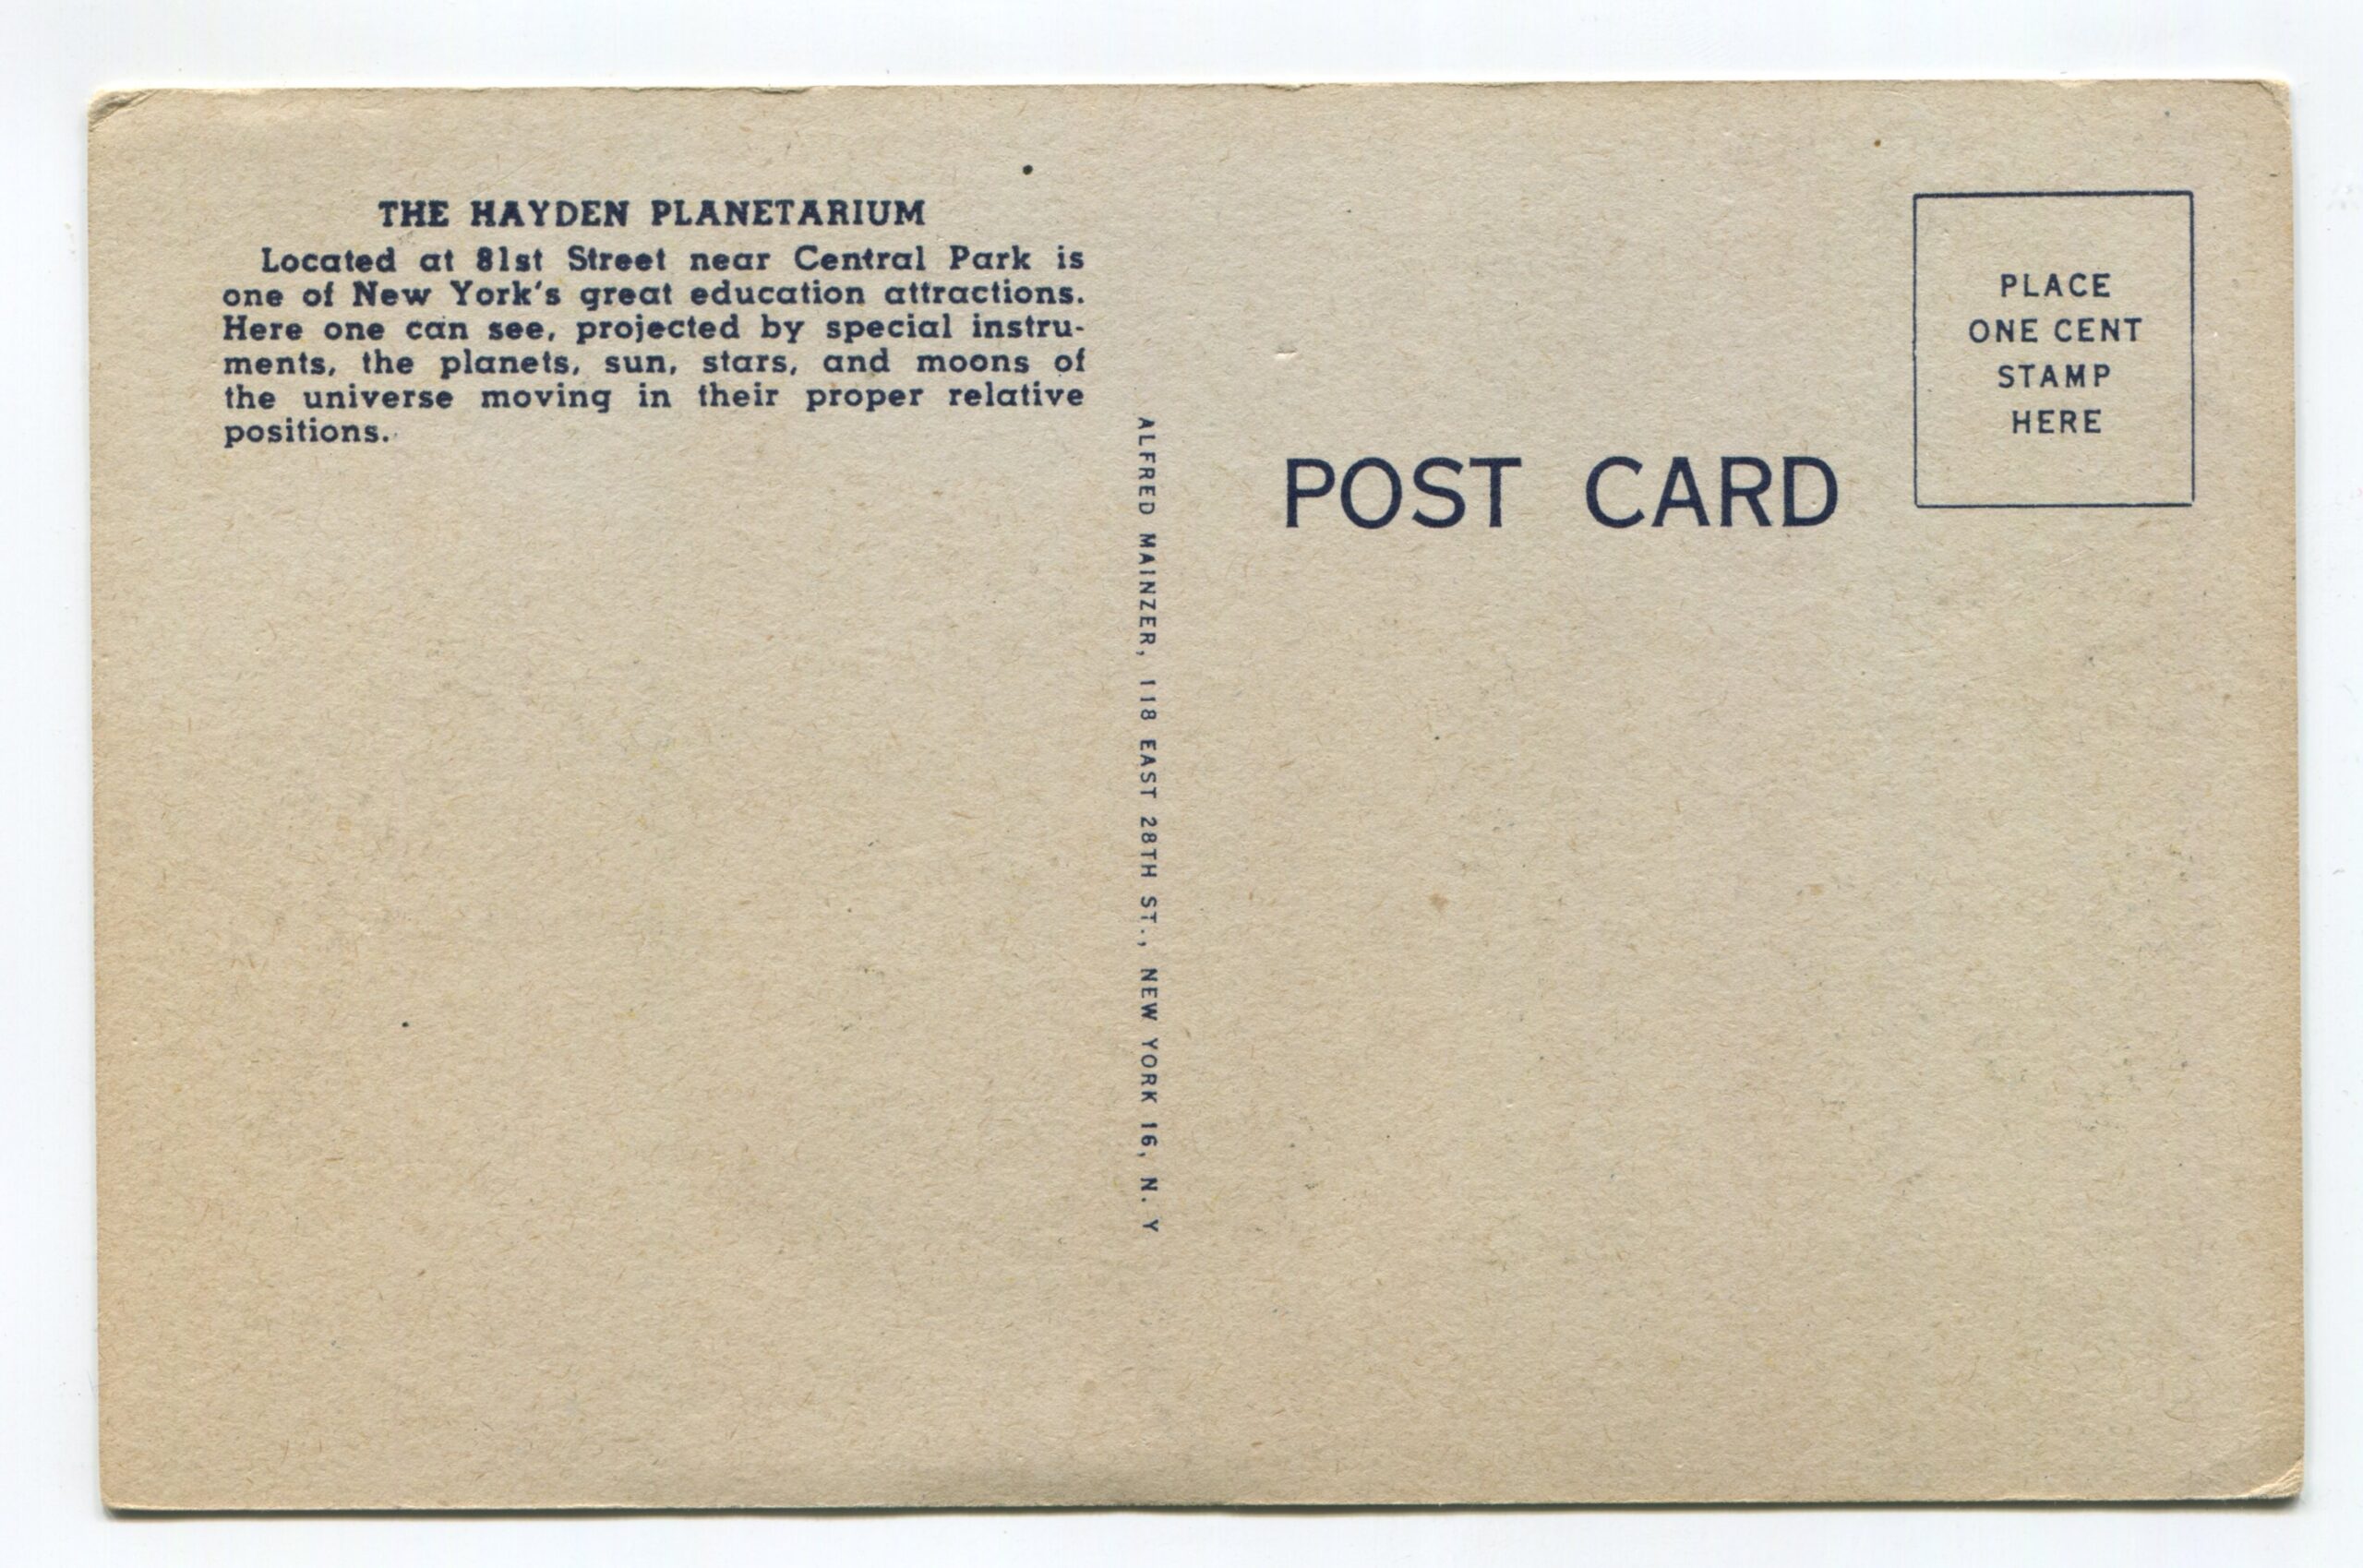 THE HAYDEN PLANETARIUM
Located at 81st Street near Central Park is
one of New York's great education attractions.
Here one can see, projected by special instru-
ments, the planets, sun, stars, and moons of
the universe moving in their proper relative
positions.
ALFRED MAINZER, 118 EAST 28TH ST., NEW YORK 16, N. Y
POST CARD
PLACE
ONE CENT
STAMP
HERE